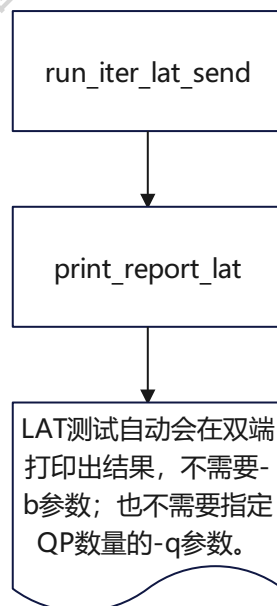 run_iter_lat_send
print_report_lat
LAT测试自动会在双端
打印出结果，不需要-
b参数；也不需要指定
QP数量的-q参数。